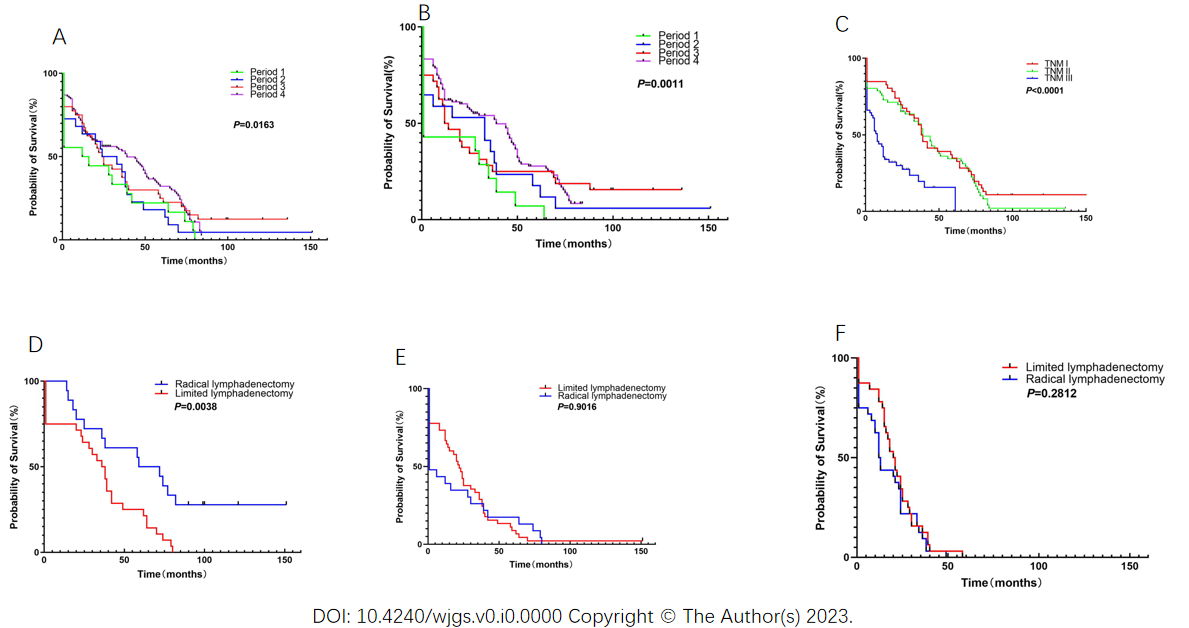 A
100
50
0
0
50
100
150
Probability of Survival (%)
Time (months)
Period 1
Period 2
Period 3
Period 4
P=0.0163
B
100
50
0
0
50
100
150
Probability of Survival(%)
Time (months)
Period 1
Period 2
Period 3
Period 4
P=0.0011
C
100
50
0
0
50
100
150
Probability of Survival(%)
Time (months)
TNM I
TNM II
TNM III
P<0.0001
D
100
50
0
0
50
100
150
Probability of Survival (%)
Time (months)
Radical lymphadenectomy
Limited lymphadenectomy
P=0.0038
E
100
50
0
0
50
100
150
Probability of Survival (%)
Time (months)
Limited lymphadenectomy
Radical lymphadenectomy
P=0.9016
F
100
50
0
0
50
100
150
Probability of Survival (%)
Time (months)
Limited lymphadenectomy
Radical lymphadenectomy
P=0.2812
DOI: 10.4240/wjgs.v0.i0.0000 Copyright © The Author(s) 2023.